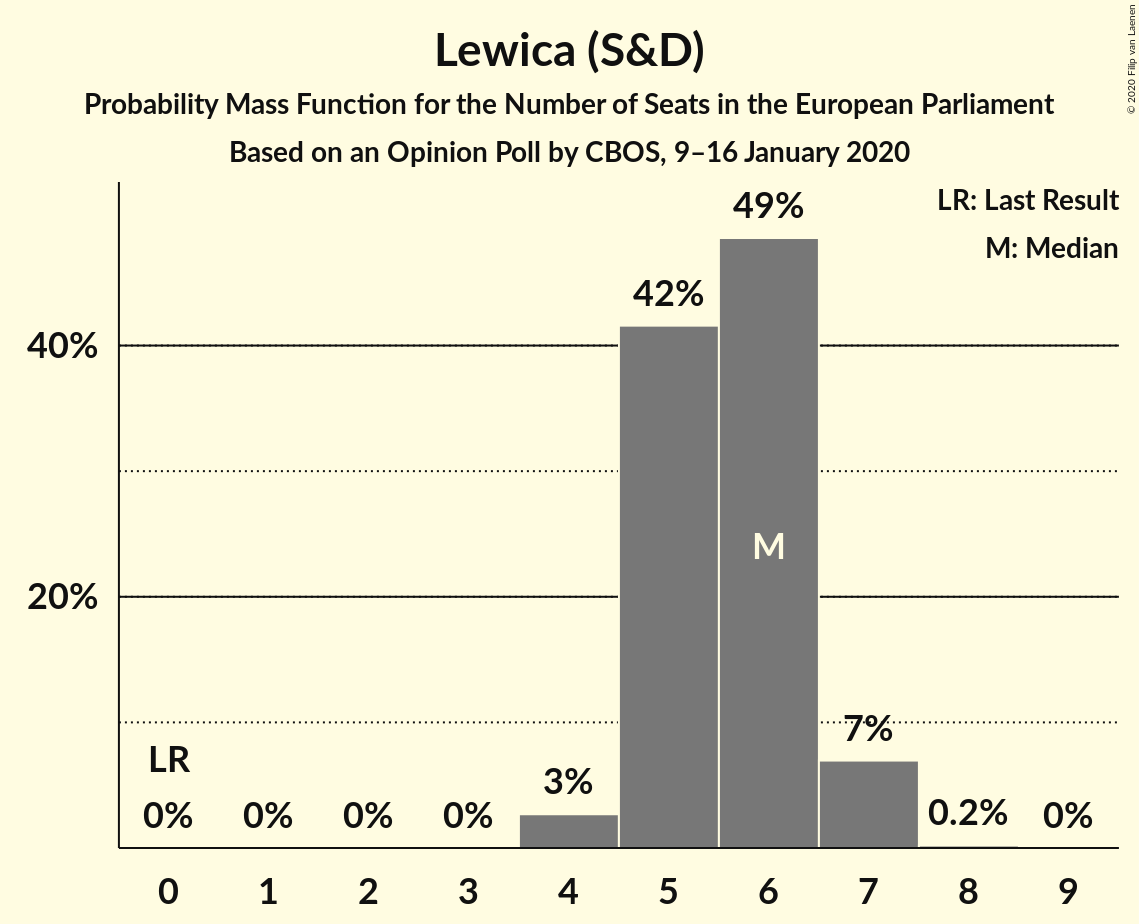 Lewica (S&D)
Probability Mass Function for the Number of Seats in the European Parliament
Based on an Opinion Poll by CBOS, 9–16 January 2020
© 2020 Filip van Laenen
LR: Last Result
M: Median
40%
20%
LR
0%
0%
0%
0%
3%
42%
49%
M
7%
0.2%
0%
0 1 2 3 4 5 6 7 8 9